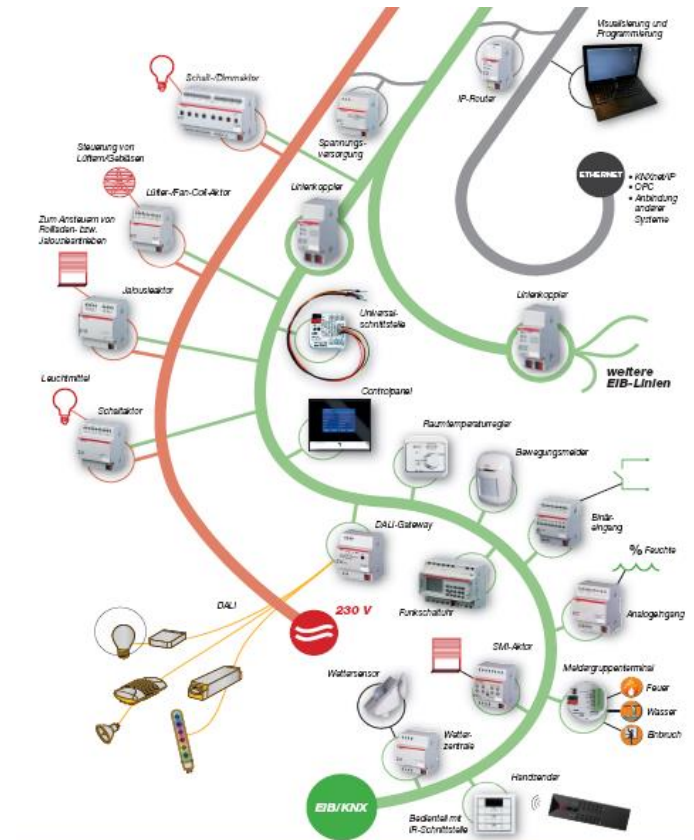 Visualisierung und
Programmierung
Schalt-/Dimmaktor
IP-Router
Spannungs-
versorgung
Steuerung von
Lüftern/Gebläsen
ETHERNET
• KNXnet/IP
• OPC
• Anbindung
anderer
Systeme
Lüfter-/Fan-Coil-Aktor
Linienkoppler
Zum Ansteuern von
Rollladen- bzw.
Jalousieantrieben
Jalousieaktor
Universal-
schnittstelle
Linienkoppler
weitere
EIB-Linien
Leuchtmittel
Controlpanel
Schaltaktor
Raumtemperaturregler
Bewegungsmelder
DALI-Gateway
Binär-
eingang
% Feuchte
DALI
230 V
Funkschaltuhr
Analogeingang
SMI-Aktor
Meldergruppenterminal
Wettersensor
Feuer
Wasser
Einbruch
Wetter-
zentrale
EIB/KNX
Handsender
Bedienteil mit
IR-Schnittstelle